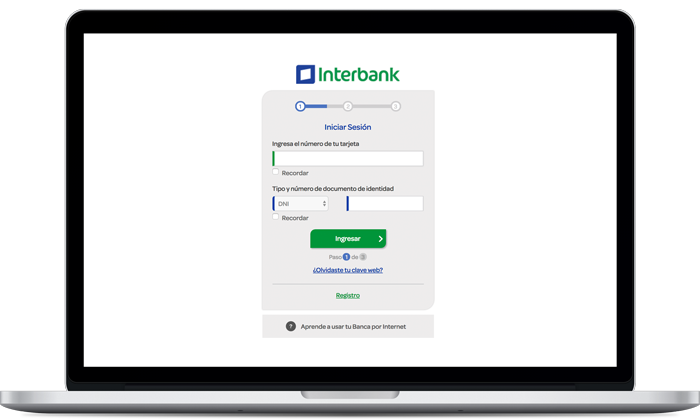 Interbank
1 2 3
Iniciar Sesión
Ingresa el número de tu tarjeta
Recordar
Tipo y número de documento de identidad
DNI
Recordar
Ingresar
Paso 1 de 3
¿Olvidaste tu clave web?
Registro
? Aprende a usar tu Banca por Internet